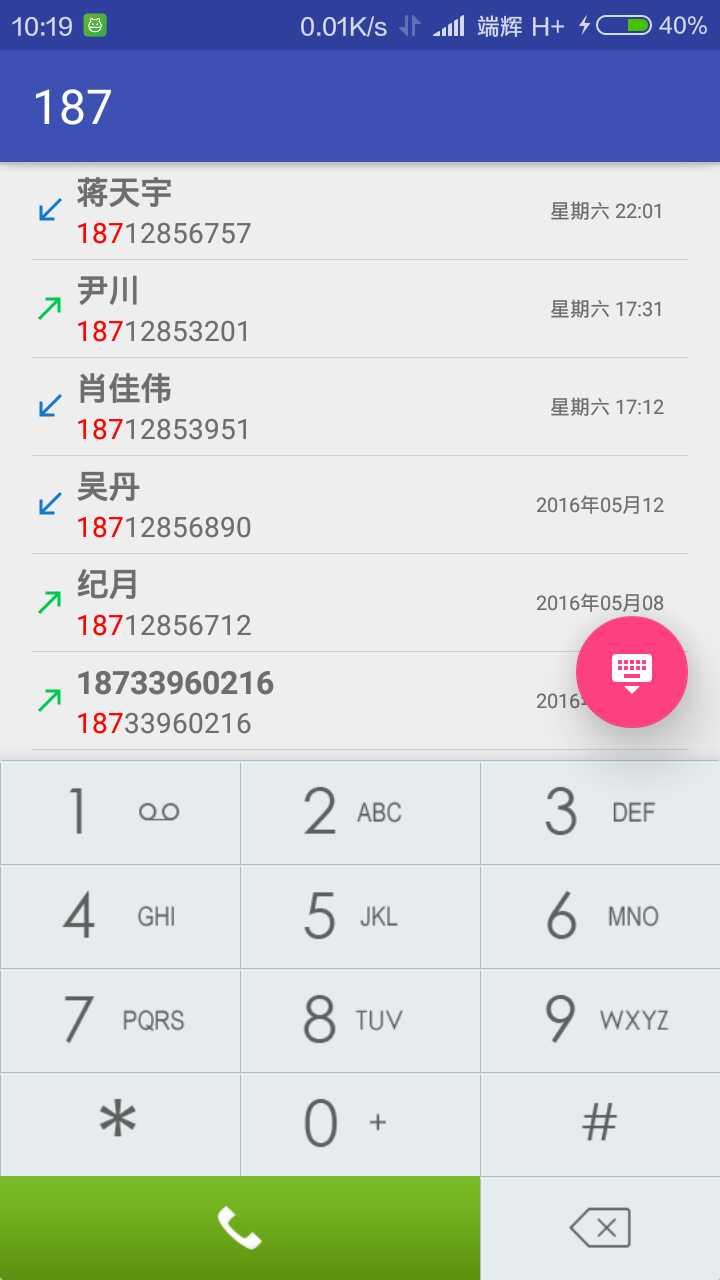 10:19 0.01K/s 端辉 H+ 40%
187
蒋天宇
18712856757
星期六 22:01
尹川
18712853201
星期六 17:31
肖佳伟
18712853951
星期六 17:12
吴丹
18712856890
2016年05月12
纪月
18712856712
2016年05月08
18733960216
18733960216
2016
1
2 ABC
3 DEF
4 GHI
5 JKL
6 MNO
7 PQRS
8 TUV
9 WXYZ
*
0 +
#